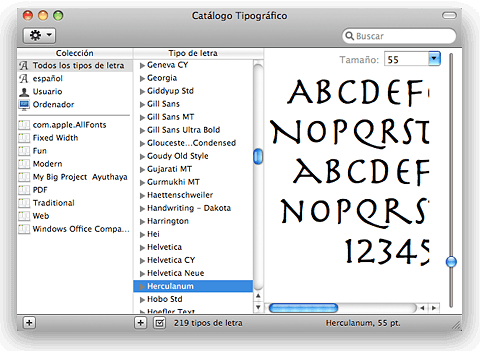 Catálogo Tipográfico
Buscar
Colección
Todos los tipos de letra
español
Usuario
Ordenador
com.apple.AllFonts
Fixed Width
Fun
Modern
My Big Project Ayuthaya
PDF
Traditional
Web
Windows Office Compa...
Tipo de letra
Geneva CY
Georgia
Giddyup Std
Gill Sans
Gill Sans MT
Gill Sans Ultra Bold
Glouceste...Condensed
Goudy Old Style
Gujarati MT
Gurmukhi MT
Haettenschweiler
Handwriting - Dakota
Harrington
Hei
Helvetica
Helvetica CY
Helvetica Neue
Herculanum
Hobo Std
Hoefler Text
Tamaño: 55
ABCDEF
NOPQRST
ABCDEF
NOPQRS
12345
219 tipos de letra
Herculanum, 55 pt.